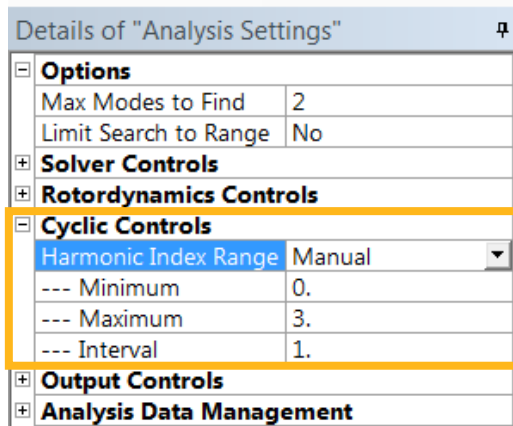 Details of "Analysis Settings"
Options
Max Modes to Find 2
Limit Search to Range No
Solver Controls
Rotordynamics Controls
Cyclic Controls
Harmonic Index Range Manual
--- Minimum 0.
--- Maximum 3.
--- Interval 1.
Output Controls
Analysis Data Management